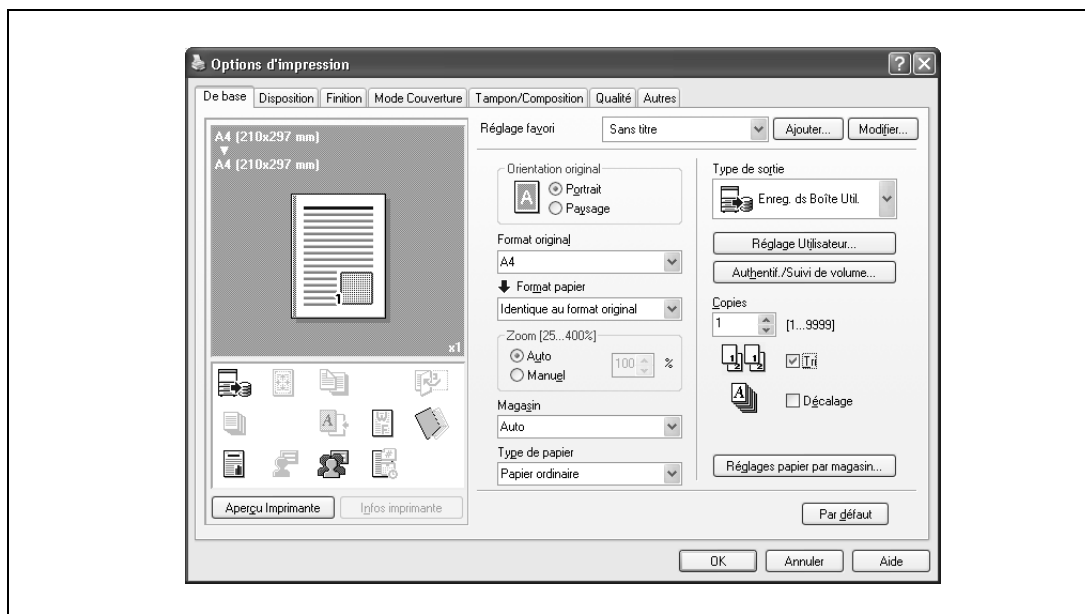 Options d'impression
De base Disposition Finition Mode Couverture Tampon/Composition Qualité Autres
A4 (210x297 mm)
A4 (210x297 mm)
1
x1
Aperçu Imprimante Infos imprimante
Réglage favori Sans titre Ajouter... Modifier...
Orientation original
A
Portrait
Paysage
Format original
A4
Format papier
Identique au format original
Zoom [25...400%]
Auto
Manuel
100 %
Magasin
Auto
Type de papier
Papier ordinaire
Type de sortie
Enreg. ds Boîte Util.
Réglage Utilisateur...
Authentif./Suivi de volume...
Copies
1 [1...9999]
Tri
Décalage
Réglages papier par magasin...
Par défaut
OK Annuler Aide